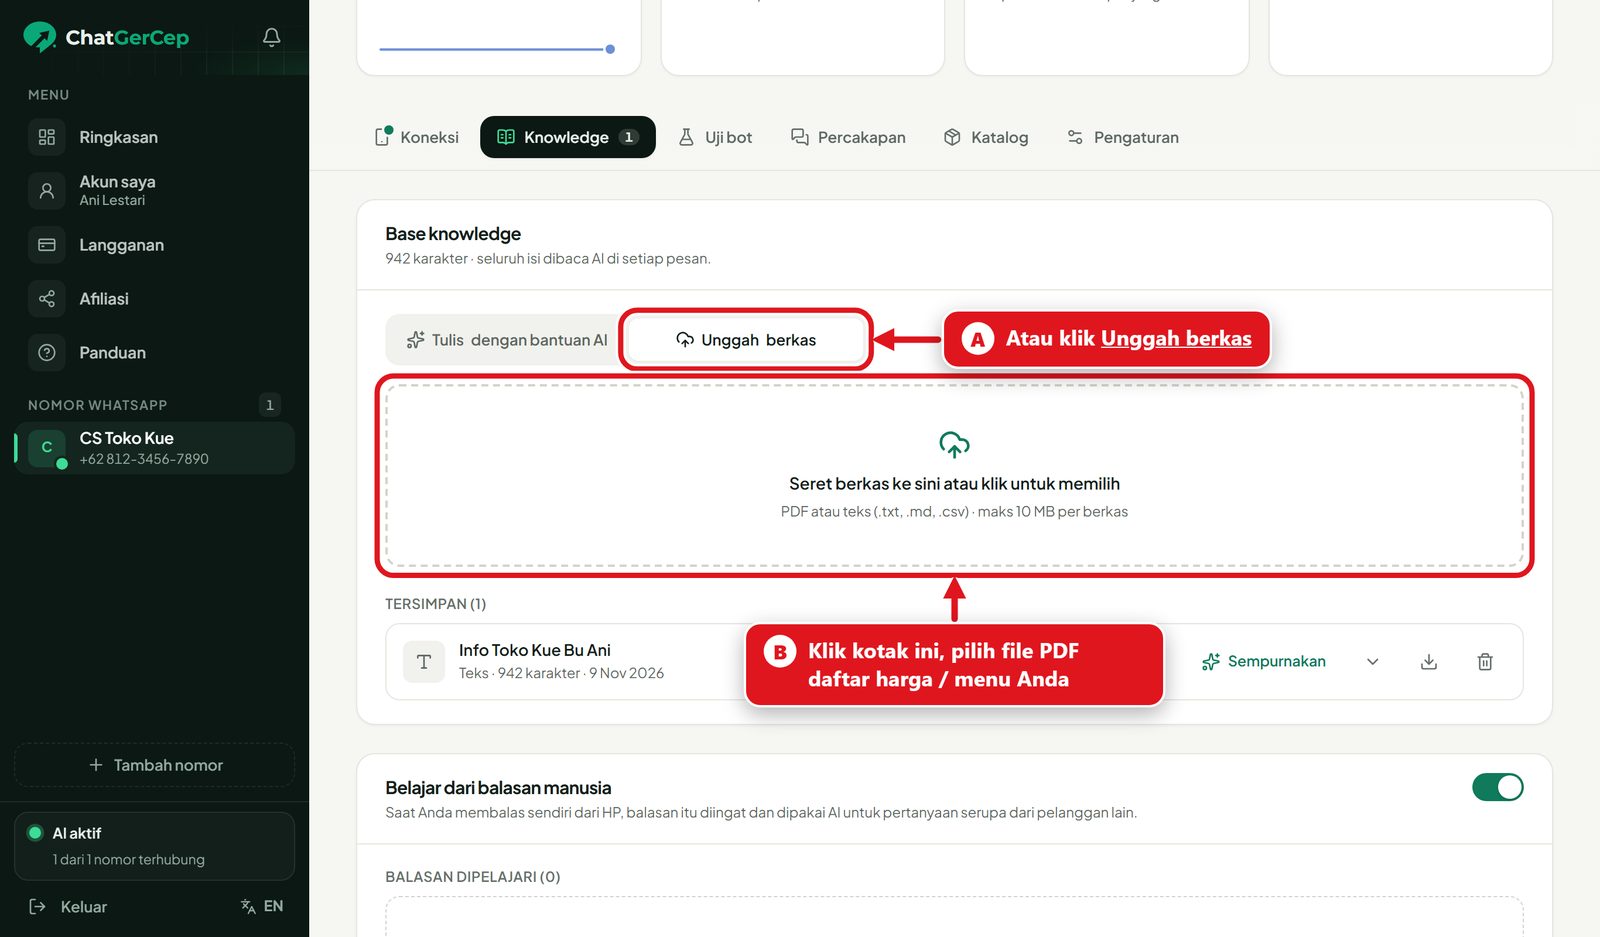 ChatGerCep
MENU
Ringkasan
Akun saya
Ani Lestari
Langganan
Afiliasi
Panduan
NOMOR WHATSAPP 1
C
CS Toko Kue
+62 812-3456-7890
+ Tambah nomor
AI aktif
1 dari 1 nomor terhubung
Keluar
EN
Koneksi
Knowledge 1
Uji bot
Percakapan
Katalog
Pengaturan
Base knowledge
942 karakter · seluruh isi dibaca AI di setiap pesan.
Tulis dengan bantuan AI
Unggah berkas
A Atau klik Unggah berkas
Seret berkas ke sini atau klik untuk memilih
PDF atau teks (.txt, .md, .csv) · maks 10 MB per berkas
TERSIMPAN (1)
T
Info Toko Kue Bu Ani
Teks · 942 karakter · 9 Nov 2026
B Klik kotak ini, pilih file PDF
daftar harga / menu Anda
Sempurnakan
Belajar dari balasan manusia
Saat Anda membalas sendiri dari HP, balasan itu diingat dan dipakai AI untuk pertanyaan serupa dari pelanggan lain.
BALASAN DIPELAJARI (0)